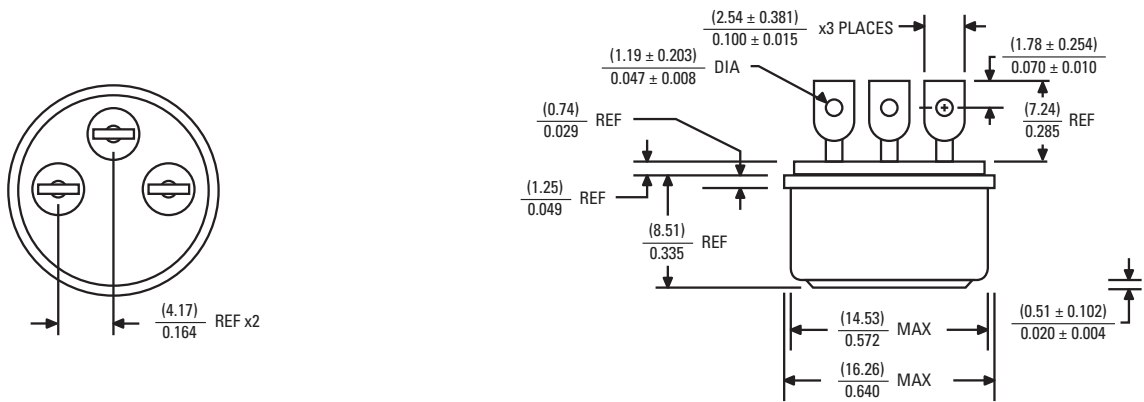 (2.54 ± 0.381)
0.100 ± 0.015
x3 PLACES
(1.19 ± 0.203)
0.047 ± 0.008
DIA
(1.78 ± 0.254)
0.070 ± 0.010
(0.74)
0.029
REF
(7.24)
0.285
REF
(1.25)
0.049
REF
(8.51)
0.335
REF
(4.17)
0.164
REF x2
(14.53)
0.572
MAX
(0.51 ± 0.102)
0.020 ± 0.004
(16.26)
0.640
MAX